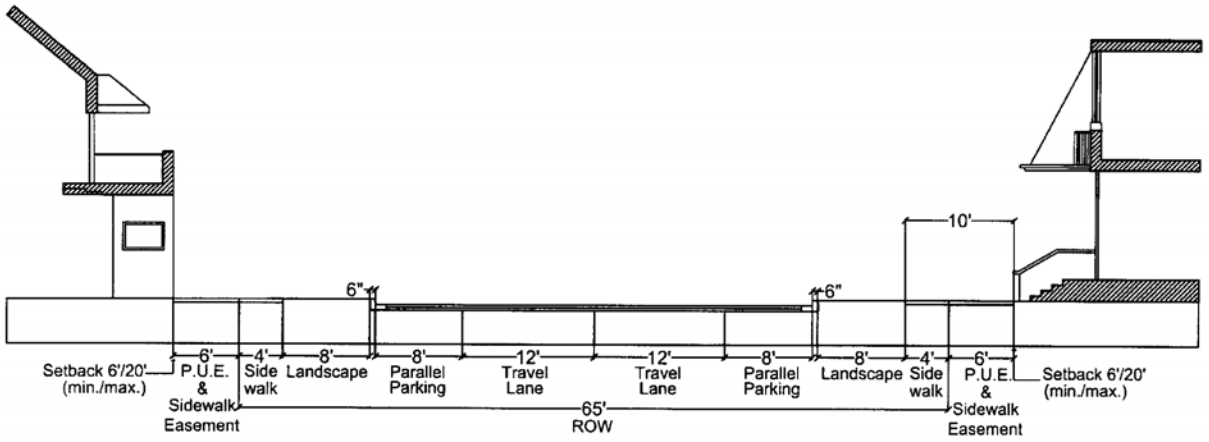 10'
6"
6"
6'
4'
8'
8'
12'
12'
8'
8'
4'
6'
Setback 6'/20'
(min./max.)
P.U.E.
&
Sidewalk
Easement
Side
walk
Landscape
Parallel
Parking
Travel
Lane
Travel
Lane
Parallel
Parking
Landscape
Side
walk
P.U.E.
&
Sidewalk
Easement
Setback 6'/20'
(min./max.)
65'
ROW